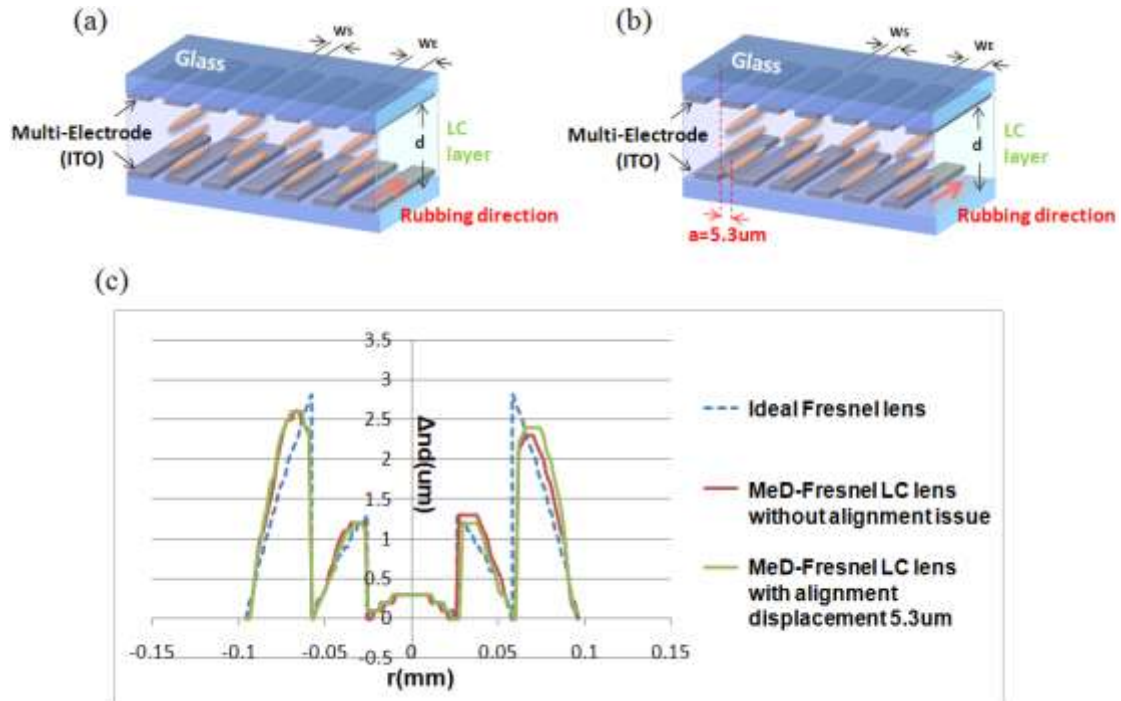 (a)
Glass
WS
WE
Multi-Electrode
(ITO)
d
LC
layer
Rubbing direction
(b)
Glass
WS
WE
Multi-Electrode
(ITO)
d
LC
layer
Rubbing direction
a=5.3um
(c)
3.5
3
2.5
2
1.5
1
0.5
0
-0.5
Δnd(um)
-0.15
-0.1
-0.05
0
0.05
0.1
0.15
r(mm)
Ideal Fresnel lens
MeD-Fresnel LC lens
without alignment issue
MeD-Fresnel LC lens
with alignment
displacement 5.3um